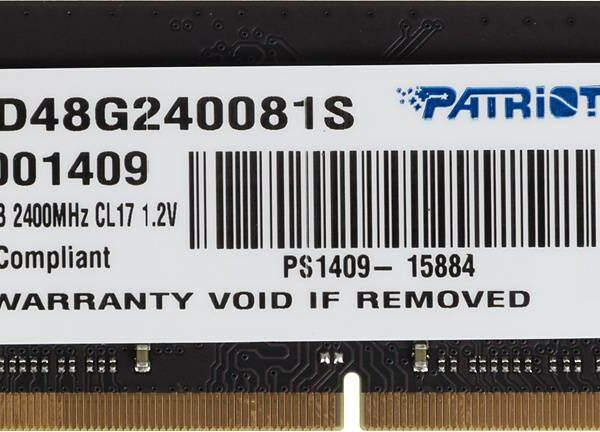 D48G240081S
PATRIOT
001409
2400MHz CL17 1.2V
Compliant
PS1409- 15884
WARRANTY VOID IF REMOVED